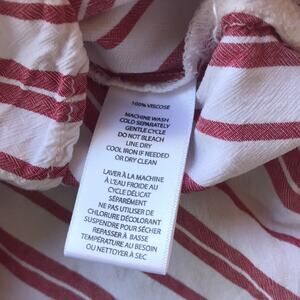 100% VISCOSE
MACHINE WASH
COLD SEPARATELY
GENTLE CYCLE
DO NOT BLEACH
LINE DRY
COOL IRON IF NEEDED
OR DRY CLEAN
LAVER À LA MACHINE
À L'EAU FROIDE AU
CYCLE DÉLICAT
SÉPARÉMENT
NE PAS UTILISER DE
CHLORURE DÉCOLORANT
SUSPENDRE POUR SÉCHER
REPASSER À BASSE
TEMPÉRATURE AU BESOIN
OU NETTOYER À SEC